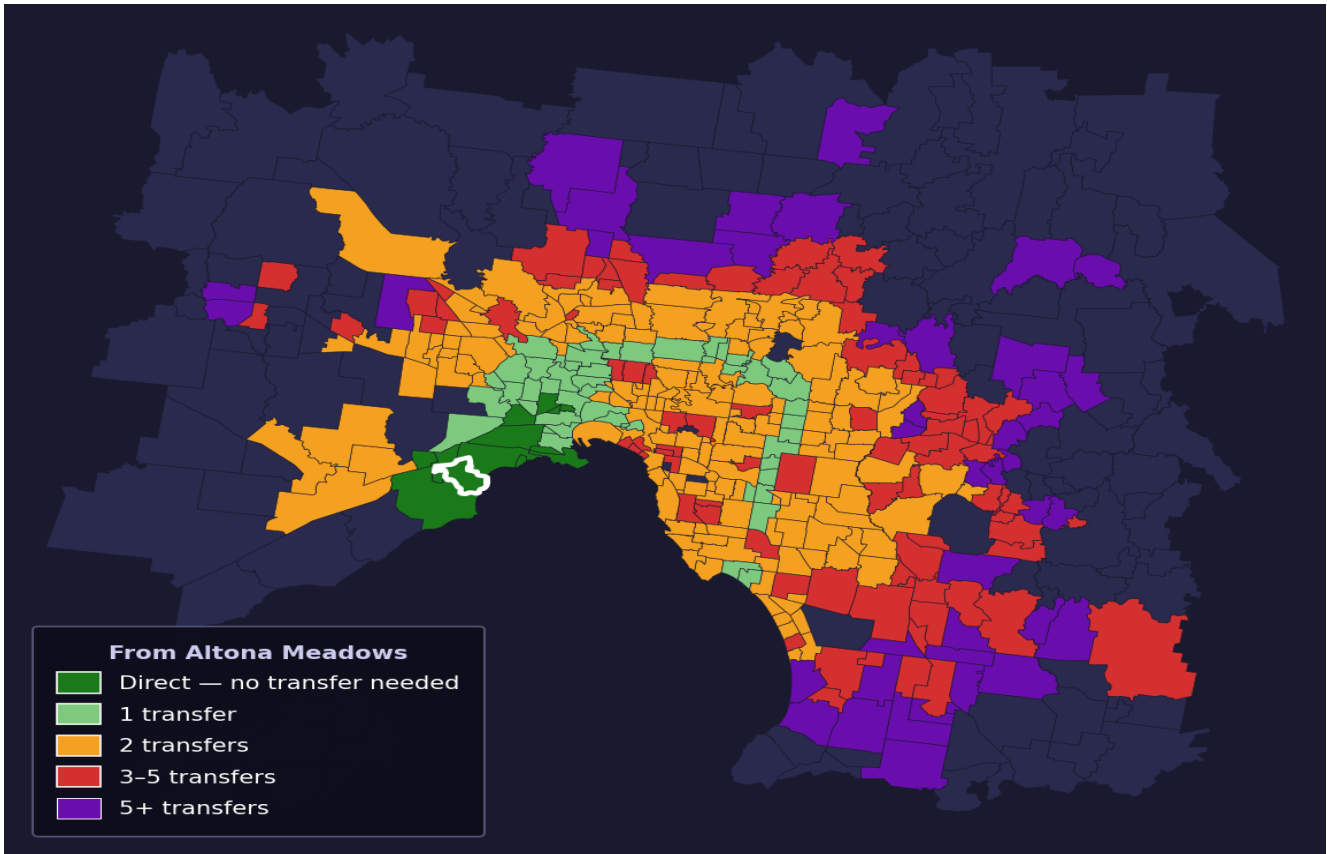 From Altona Meadows
Direct — no transfer needed
1 transfer
2 transfers
3–5 transfers
5+ transfers